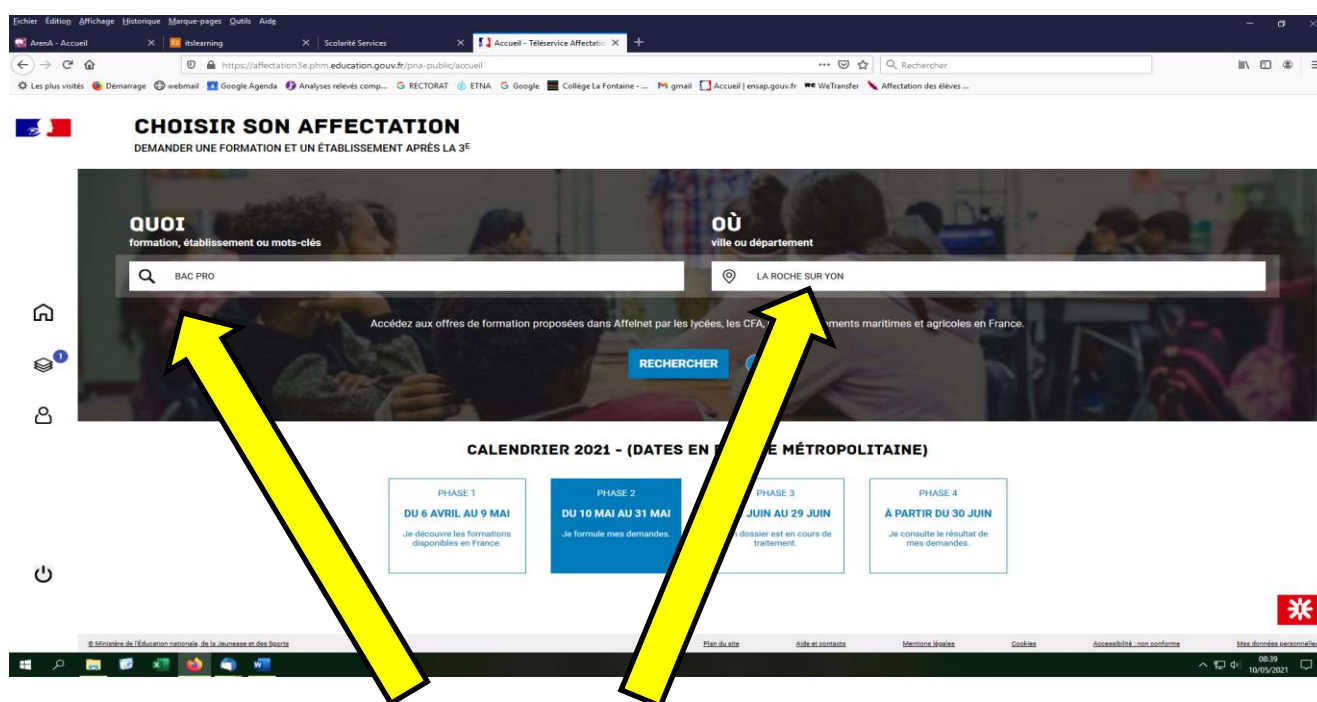 Fichier Édition Affichage Historique Marque-pages Outils Aide
ArenA - Accueil
itslearning
Scolarité Services
Accueil - Téléservice Affectatio
https://affectation3e.phm.education.gouv.fr/pna-public/accueil
Rechercher
Les plus visités Démarrage webmail Google Agenda Analyses relevés comp... RECTORAT ETNA Google Collège La Fontaine - ... gmail Accueil | ensap.gouv.fr WeTransfer Affectation des élèves ...
CHOISIR SON AFFECTATION
DEMANDER UNE FORMATION ET UN ÉTABLISSEMENT APRÈS LA 3E
QUOI
formation, établissement ou mots-clés
BAC PRO
OÙ
ville ou département
LA ROCHE SUR YON
Accédez aux offres de formation proposées dans Affelnet par les lycées, les CFA, maritimes et agricoles en France.
RECHERCHER
1
CALENDRIER 2021 - (DATES EN MÉTROPOLITAINE)
PHASE 1
DU 6 AVRIL AU 9 MAI
Je découvre les formations
disponibles en France.
PHASE 2
DU 10 MAI AU 31 MAI
Je formule mes demandes.
PHASE 3
JUIN AU 29 JUIN
dossier est en cours de
traitement.
PHASE 4
À PARTIR DU 30 JUIN
Je consulte le résultat de
mes demandes.
© Ministère de l'Éducation nationale, de la Jeunesse et des Sports Plan du site Aide et contacts Mentions légales Cookies Accessibilité : non conforme Mes données personnelles
08:39
10/05/2021